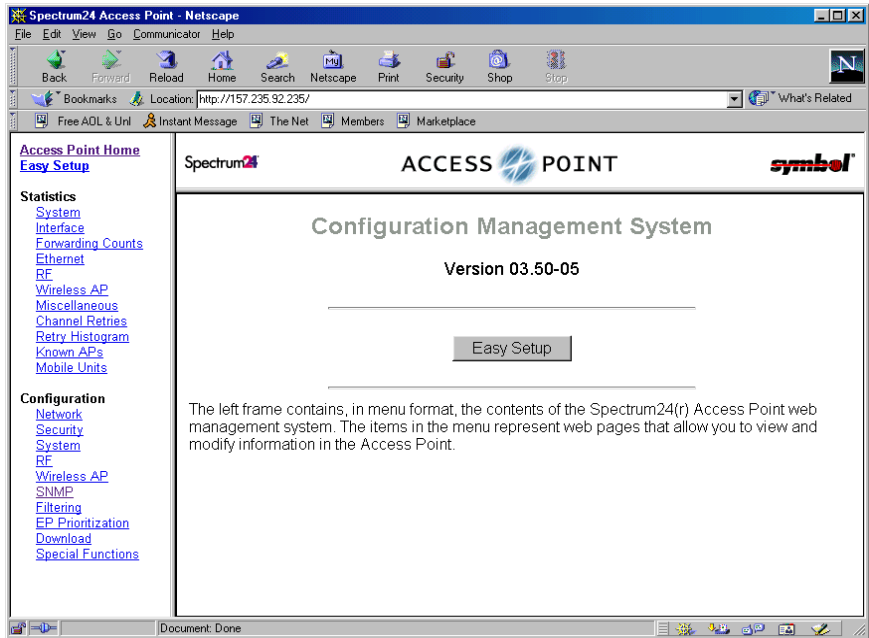 Spectrum24 Access Point - Netscape
File Edit View Go Communicator Help
Back Forward Reload Home Search Netscape Print Security Shop Stop
Bookmarks Location: http://157.235.92.235/ What's Related
Free AOL & Unl Instant Message The Net Members Marketplace
Access Point Home
Easy Setup
Statistics
System
Interface
Forwarding Counts
Ethernet
RF
Wireless AP
Miscellaneous
Channel Retries
Retry Histogram
Known APs
Mobile Units
Configuration
Network
Security
System
RF
Wireless AP
SNMP
Filtering
EP Prioritization
Download
Special Functions
Spectrum24 ACCESS POINT symbol
Configuration Management System
Version 03.50-05
Easy Setup
The left frame contains, in menu format, the contents of the Spectrum24(r) Access Point web
management system. The items in the menu represent web pages that allow you to view and
modify information in the Access Point.
Document: Done